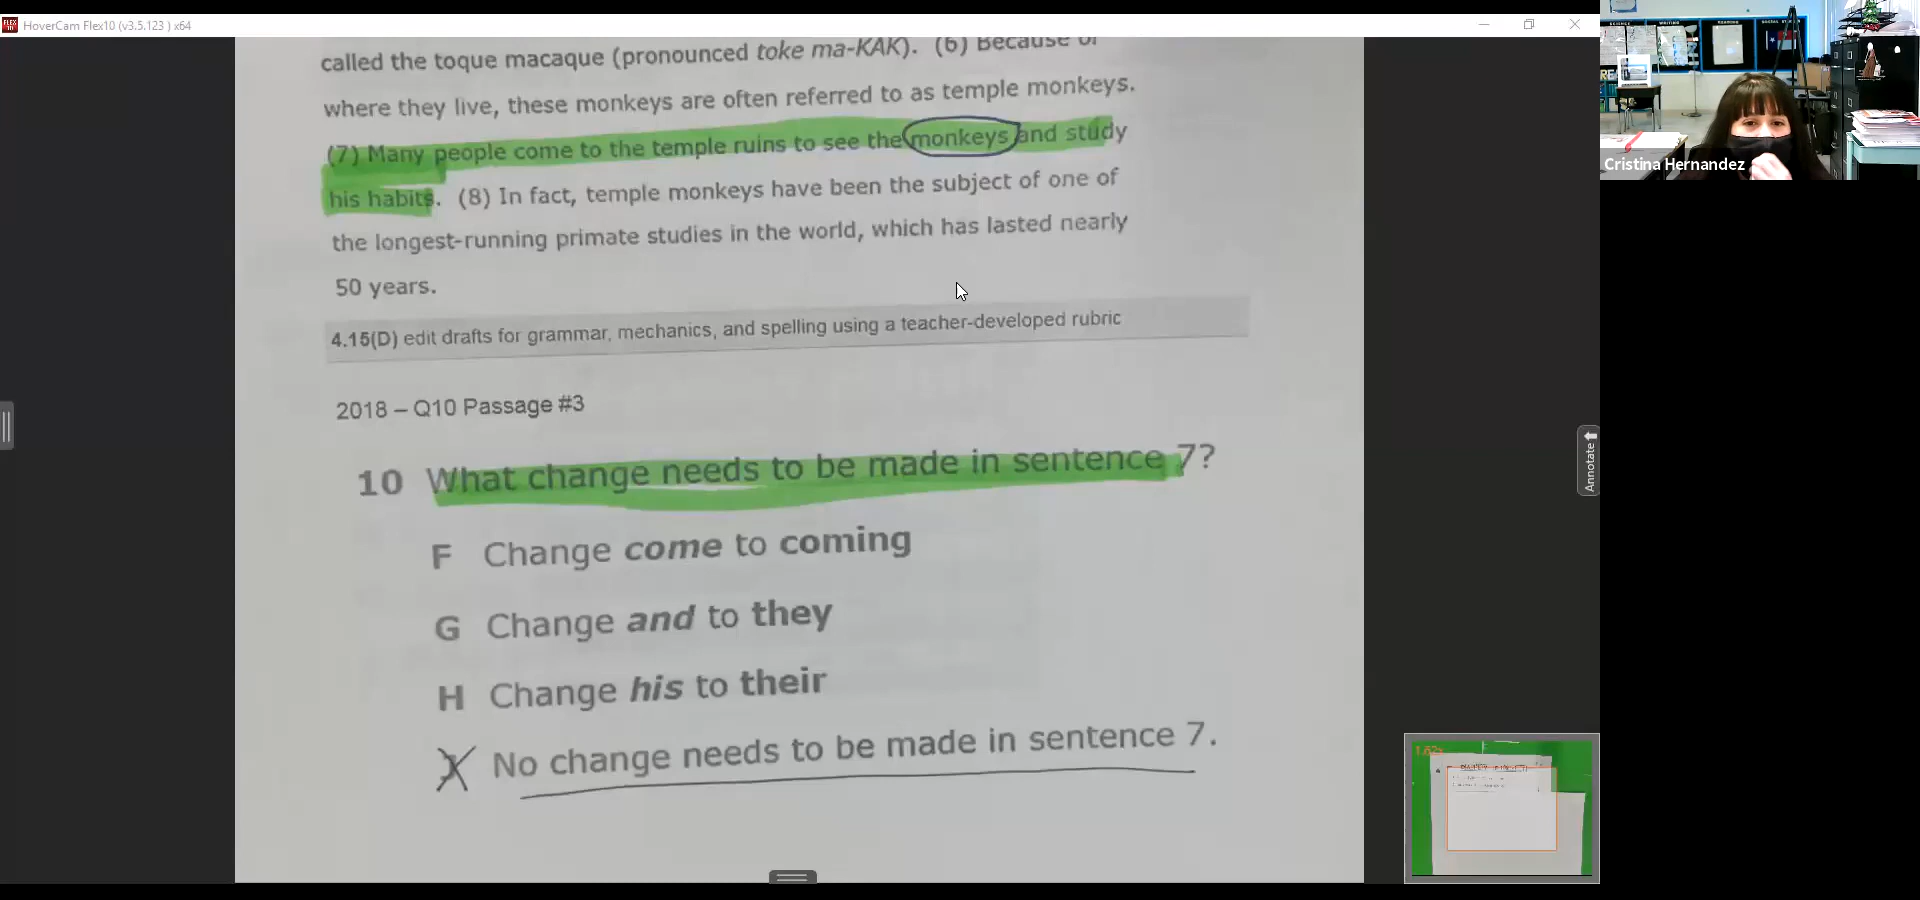 HoverCam Flex10 (v3.5.123 ) x64
called the toque macaque (pronounced toke ma-KAK). (6) Because of
where they live, these monkeys are often referred to as temple monkeys.
(7) Many people come to the temple ruins to see the monkeys and study
his habits. (8) In fact, temple monkeys have been the subject of one of
the longest-running primate studies in the world, which has lasted nearly
50 years.
4.15(D) edit drafts for grammar, mechanics, and spelling using a teacher-developed rubric
2018 – Q10 Passage #3
10 What change needs to be made in sentence 7?
F Change come to coming
G Change and to they
H Change his to their
No change needs to be made in sentence 7.
Annotate
Cristina Hernandez
1.62x